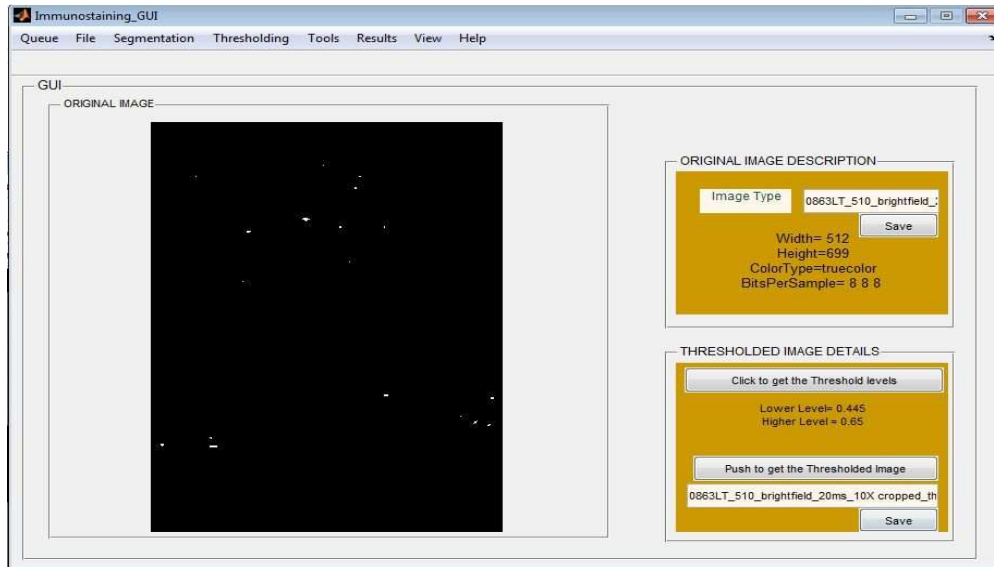 Immunostaining_GUI
Queue File Segmentation Thresholding Tools Results View Help
GUI
ORIGINAL IMAGE
ORIGINAL IMAGE DESCRIPTION
Image Type
0863LT_510_brightfield_
Save
Width= 512
Height=699
ColorType=truecolor
BitsPerSample= 8 8 8
THRESHOLDED IMAGE DETAILS
Click to get the Threshold levels
Lower Level= 0.445
Higher Level = 0.65
Push to get the Thresholded Image
0863LT_510_brightfield_20ms_10X cropped_th
Save